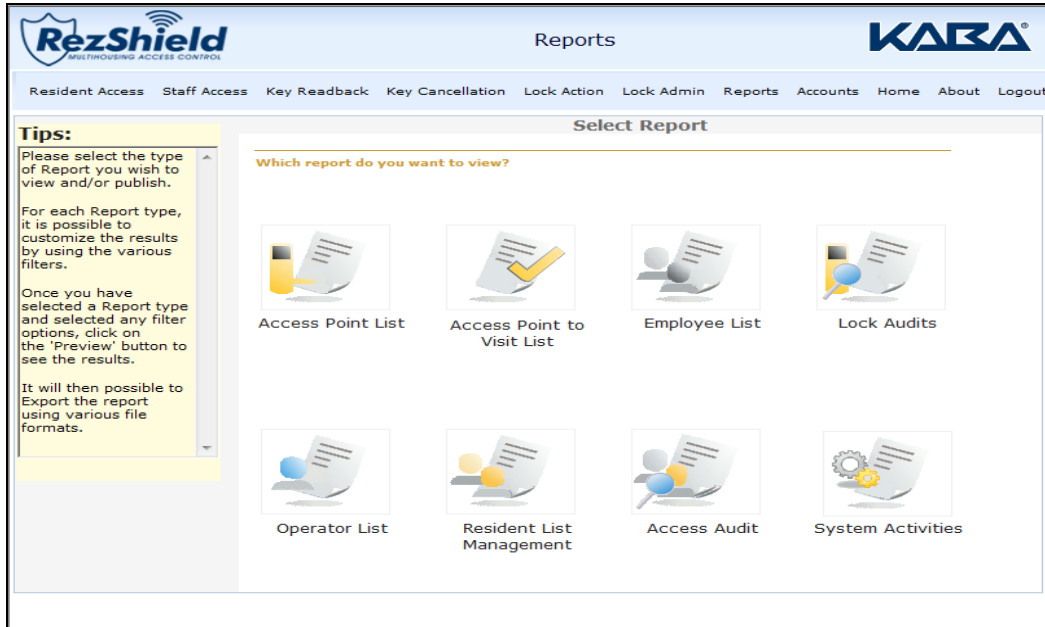 RezShield
MULTIHOUSING ACCESS CONTROL
Reports
KABA®
Resident Access Staff Access Key Readback Key Cancellation Lock Action Lock Admin Reports Accounts Home About Logout
Tips:
Please select the type
of Report you wish to
view and/or publish.
For each Report type,
it is possible to
customize the results
by using the various
filters.
Once you have
selected a Report type
and selected any filter
options, click on
the 'Preview' button to
see the results.
It will then possible to
Export the report
using various file
formats.
Select Report
Which report do you want to view?
Access Point List
Access Point to
Visit List
Employee List
Lock Audits
Operator List
Resident List
Management
Access Audit
System Activities